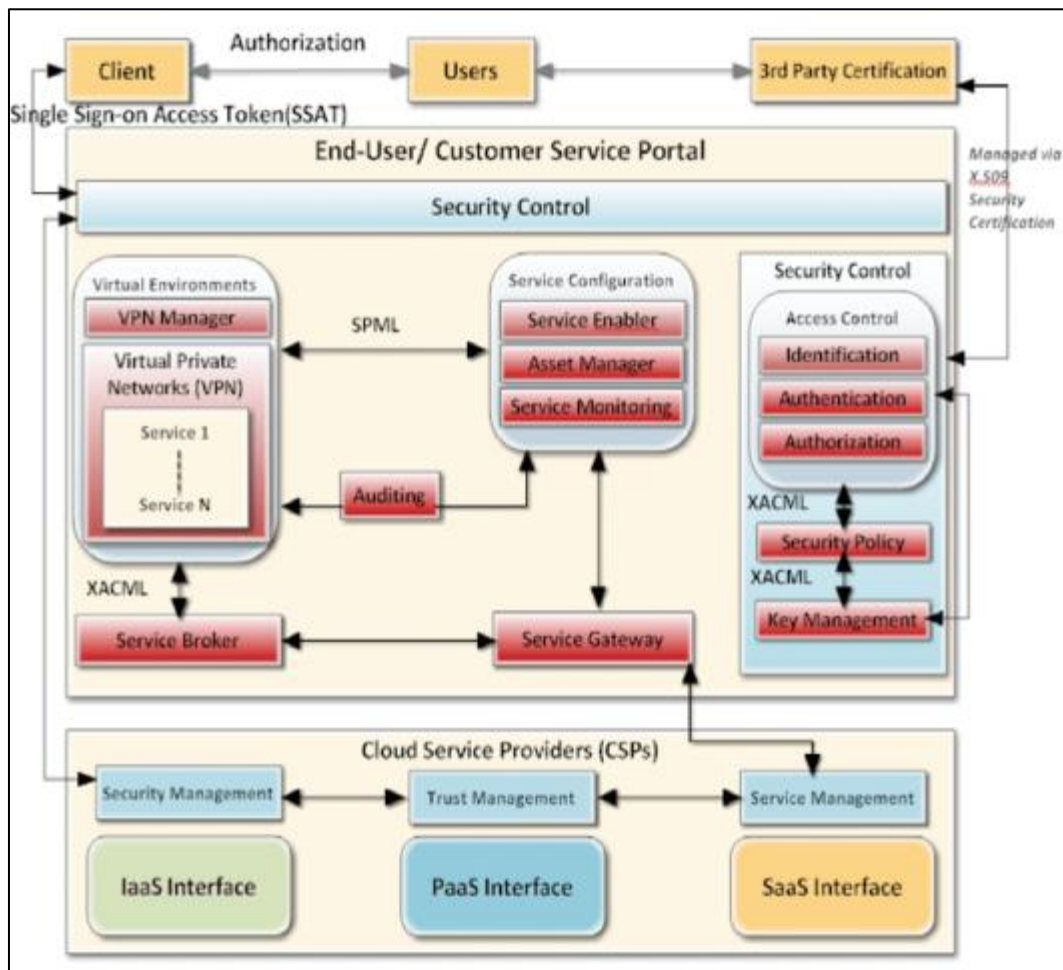 Authorization
Client
Users
3rd Party Certification
Single Sign-on Access Token(SSAT)
End-User/ Customer Service Portal
Managed via
X.509
Security
Certification
Security Control
Virtual Environments
VPN Manager
Virtual Private
Networks (VPN)
Service 1
Service N
SPML
Service Configuration
Service Enabler
Asset Manager
Service Monitoring
Auditing
Security Control
Access Control
Identification
Authentication
Authorization
XACML
Security Policy
XACML
Key Management
XACML
Service Broker
Service Gateway
Cloud Service Providers (CSPs)
Security Management
Trust Management
Service Management
IaaS Interface
PaaS Interface
SaaS Interface